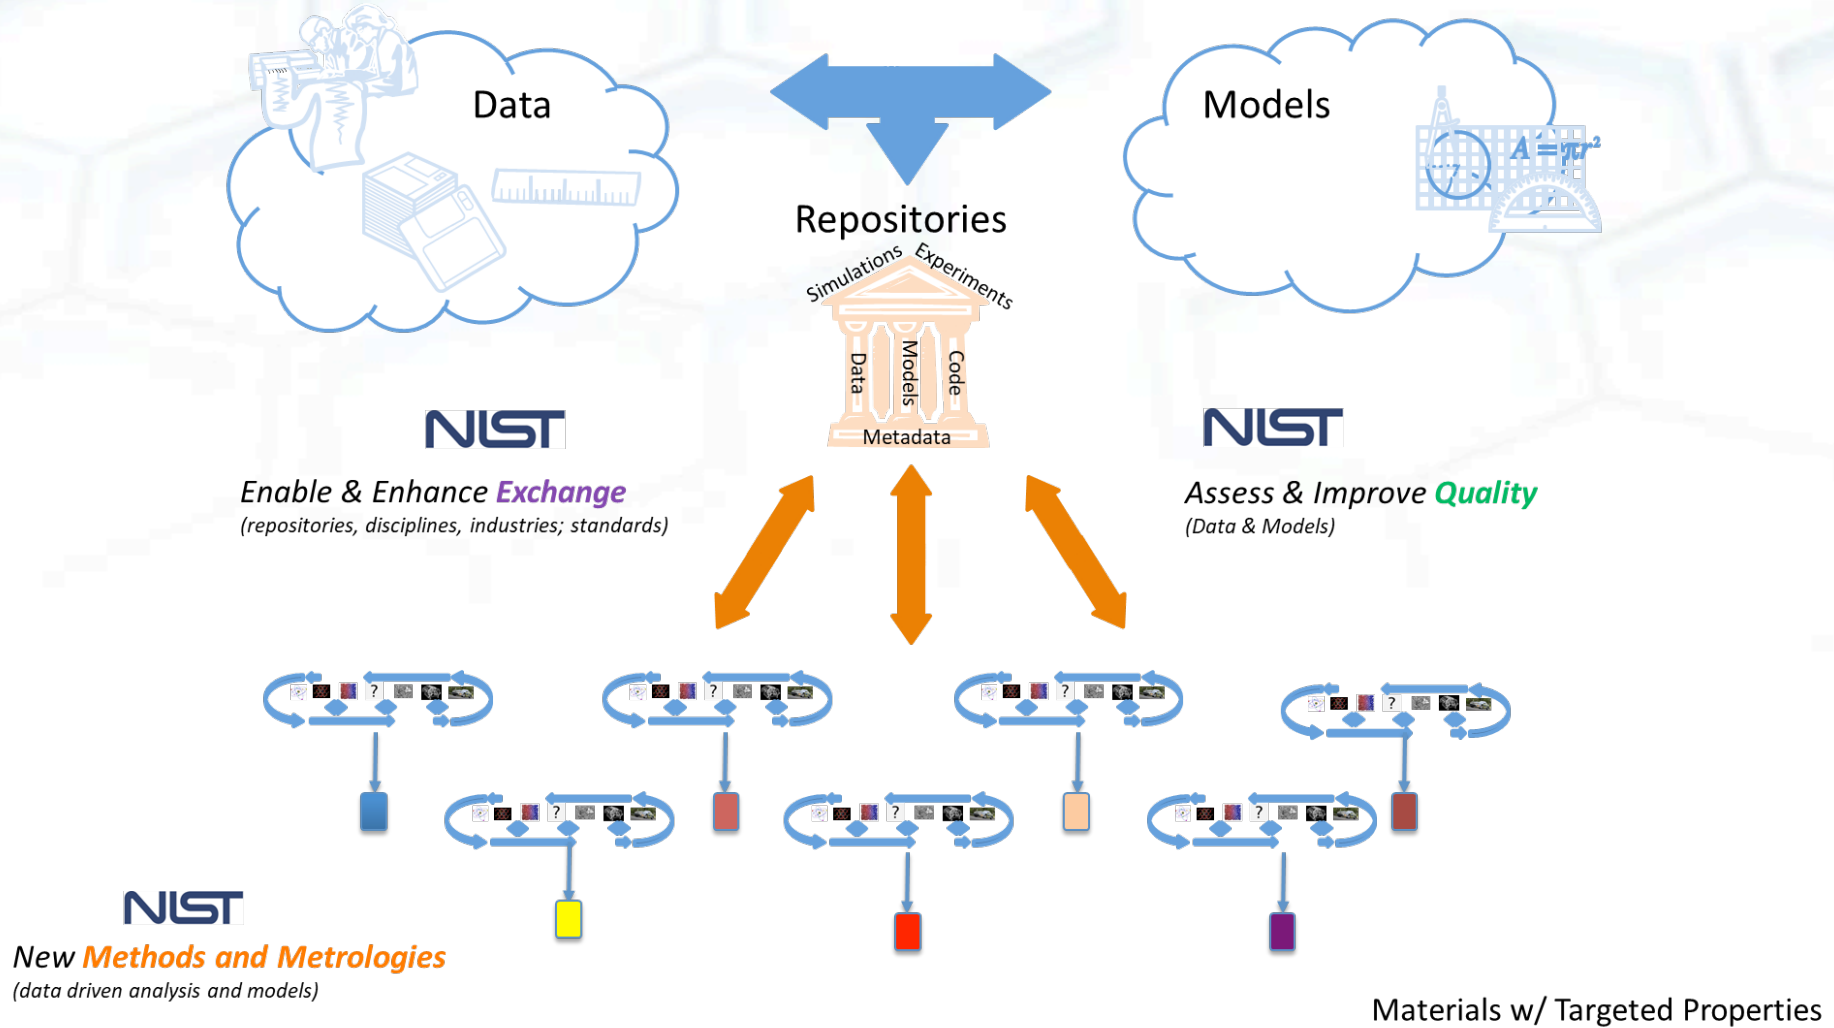 Data
Models
A = πr²
Repositories
Simulations
Experiments
Data
Models
Code
Metadata
NIST
NIST
Enable & Enhance Exchange
(repositories, disciplines, industries; standards)
Assess & Improve Quality
(Data & Models)
?
?
?
?
?
?
?
NIST
New Methods and Metrologies
(data driven analysis and models)
Materials w/ Targeted Properties